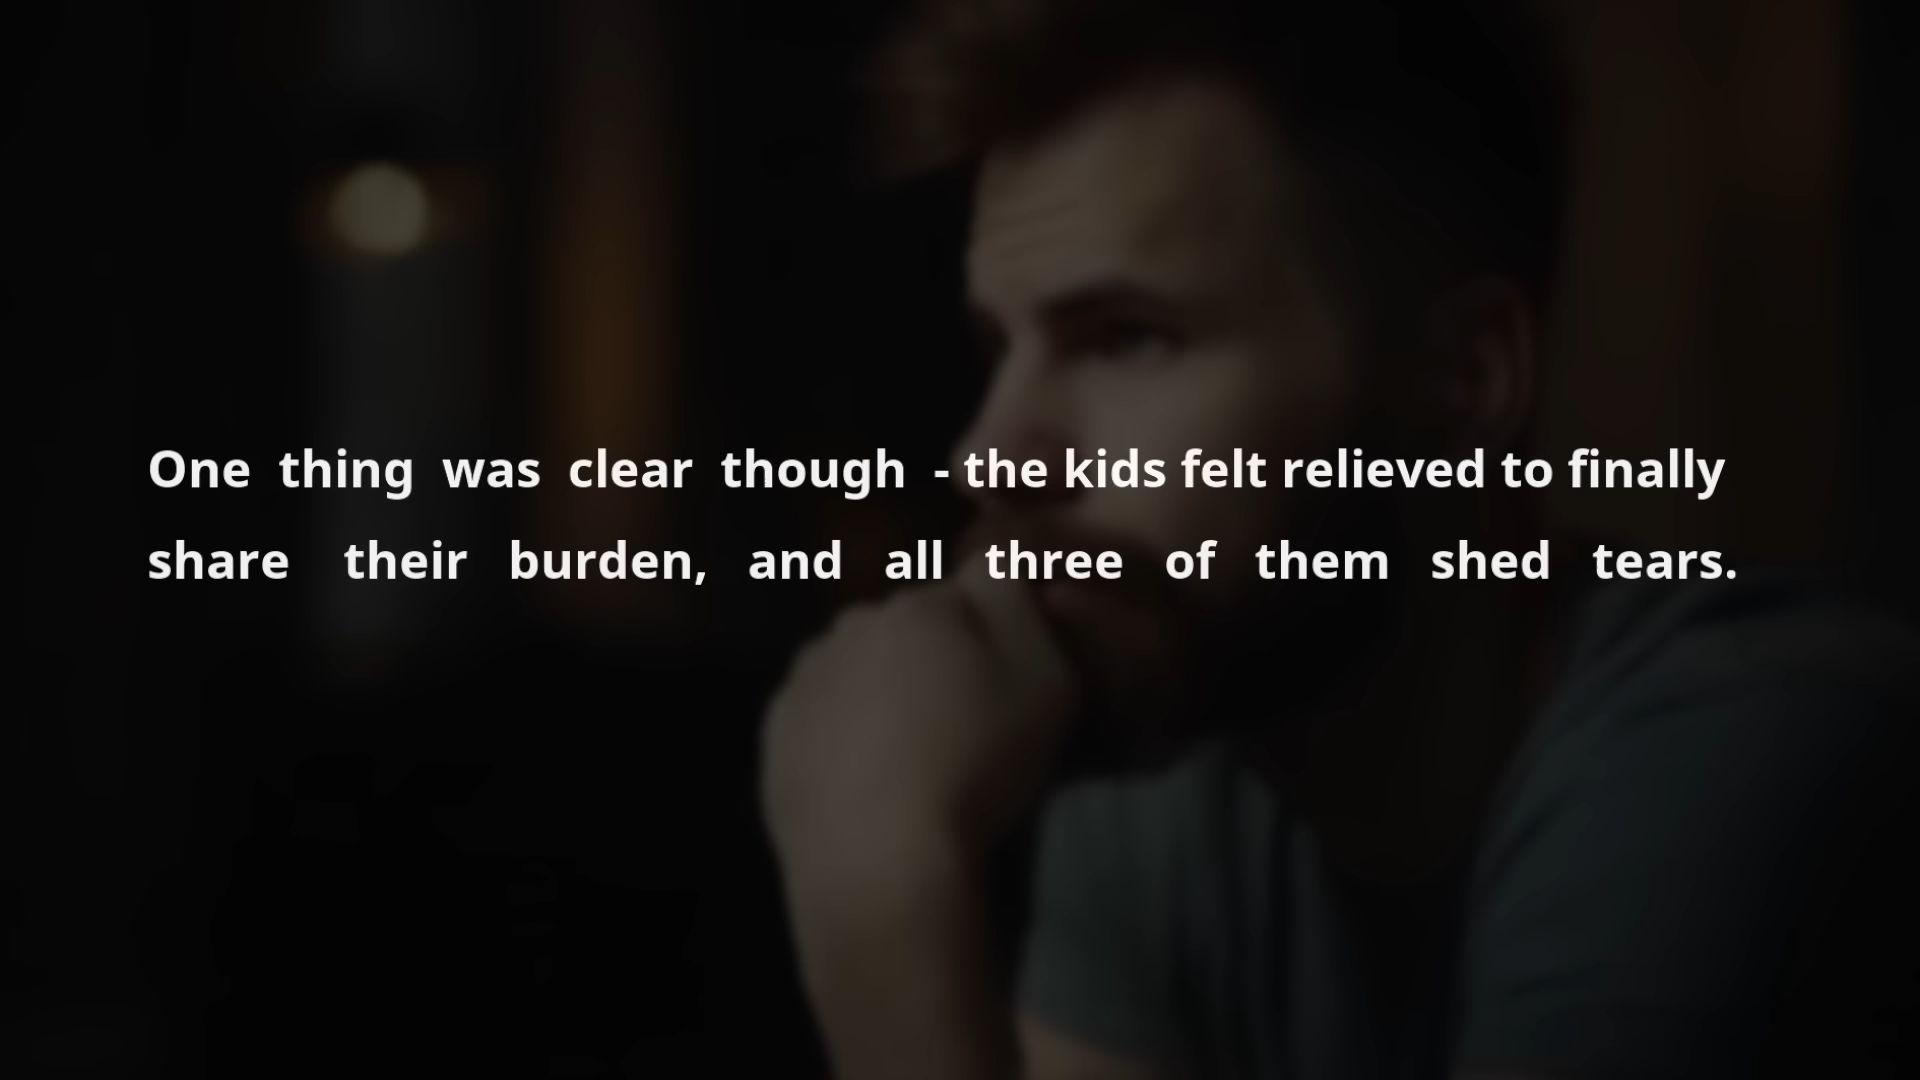 One thing was clear though - the kids felt relieved to finally
share their burden, and all three of them shed tears.